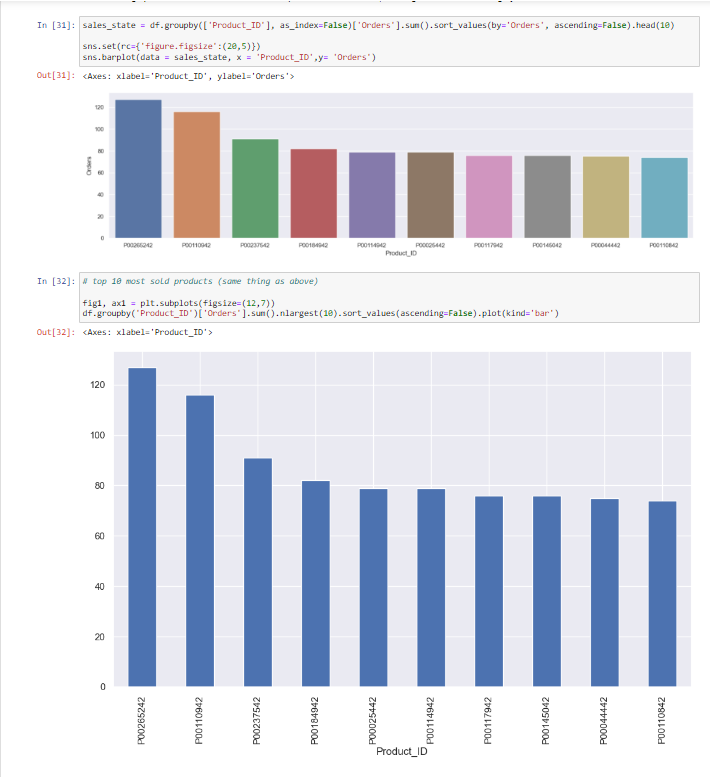 In [31]: sales_state = df.groupby(['Product_ID'], as_index=False)['Orders'].sum().sort_values(by='Orders', ascending=False).head(10)
sns.set(rc={'figure.figsize':(20,5)})
sns.barplot(data = sales_state, x = 'Product_ID',y= 'Orders')
Out[31]: <Axes: xlabel='Product_ID', ylabel='Orders'>
120
100
80
60
40
20
0
Orders
P00265242 P00110942 P00237542 P00184942 P00114942 P00025442 P00117942 P00145042 P00044442 P00110842
Product_ID
In [32]: # top 10 most sold products (same thing as above)
fig1, ax1 = plt.subplots(figsize=(12,7))
df.groupby('Product_ID')['Orders'].sum().nlargest(10).sort_values(ascending=False).plot(kind='bar')
Out[32]: <Axes: xlabel='Product_ID'>
120
100
80
60
40
20
0
P00265242 P00110942 P00237542 P00184942 P00025442 P00114942 P00117942 P00145042 P00044442 P00110842
Product_ID